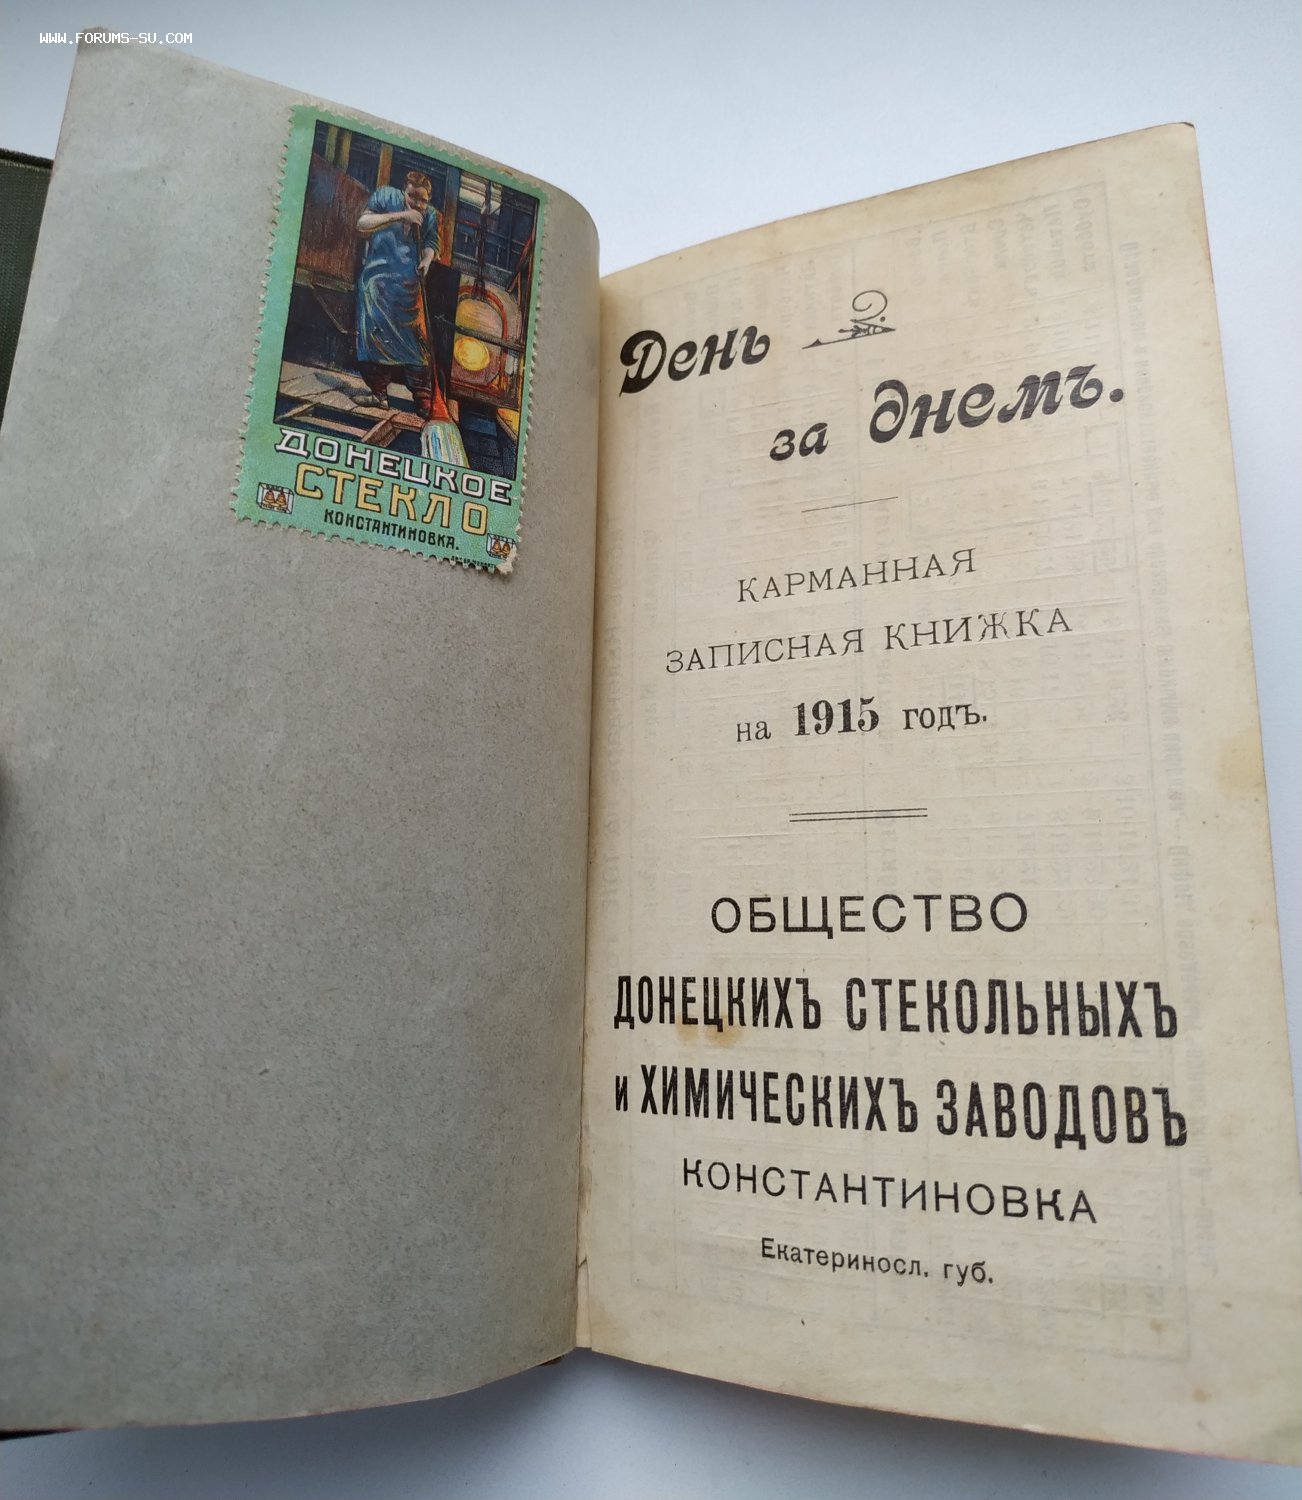 WWW.FORUMS-SU.COM
ДОНЕЦКОЕ
СТЕКЛО
КОНСТАНТИНОВКА.
День
за днемъ.
КАРМАННАЯ
ЗАПИСНАЯ КНИЖКА
на 1915 годъ.
ОБЩЕСТВО
ДОНЕЦКИХЪ СТЕКОЛЬНЫХЪ
и ХИМИЧЕСКИХЪ ЗАВОДОВЪ
КОНСТАНТИНОВКА
Екатериносл. губ.